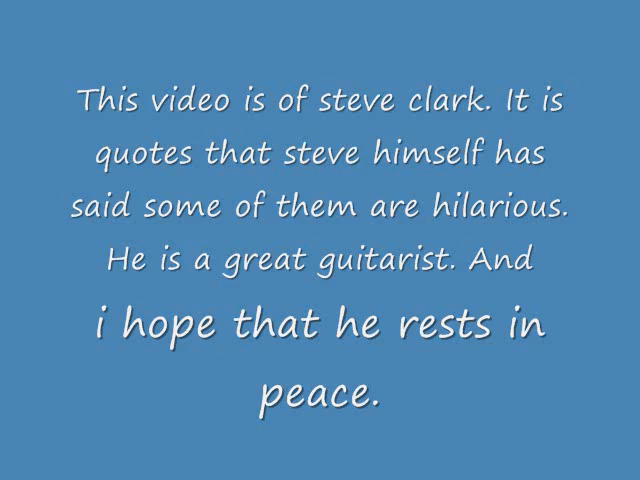 This video is of steve clark. It is
quotes that steve himself has
said some of them are hilarious.
He is a great guitarist. And
i hope that he rests in
peace.